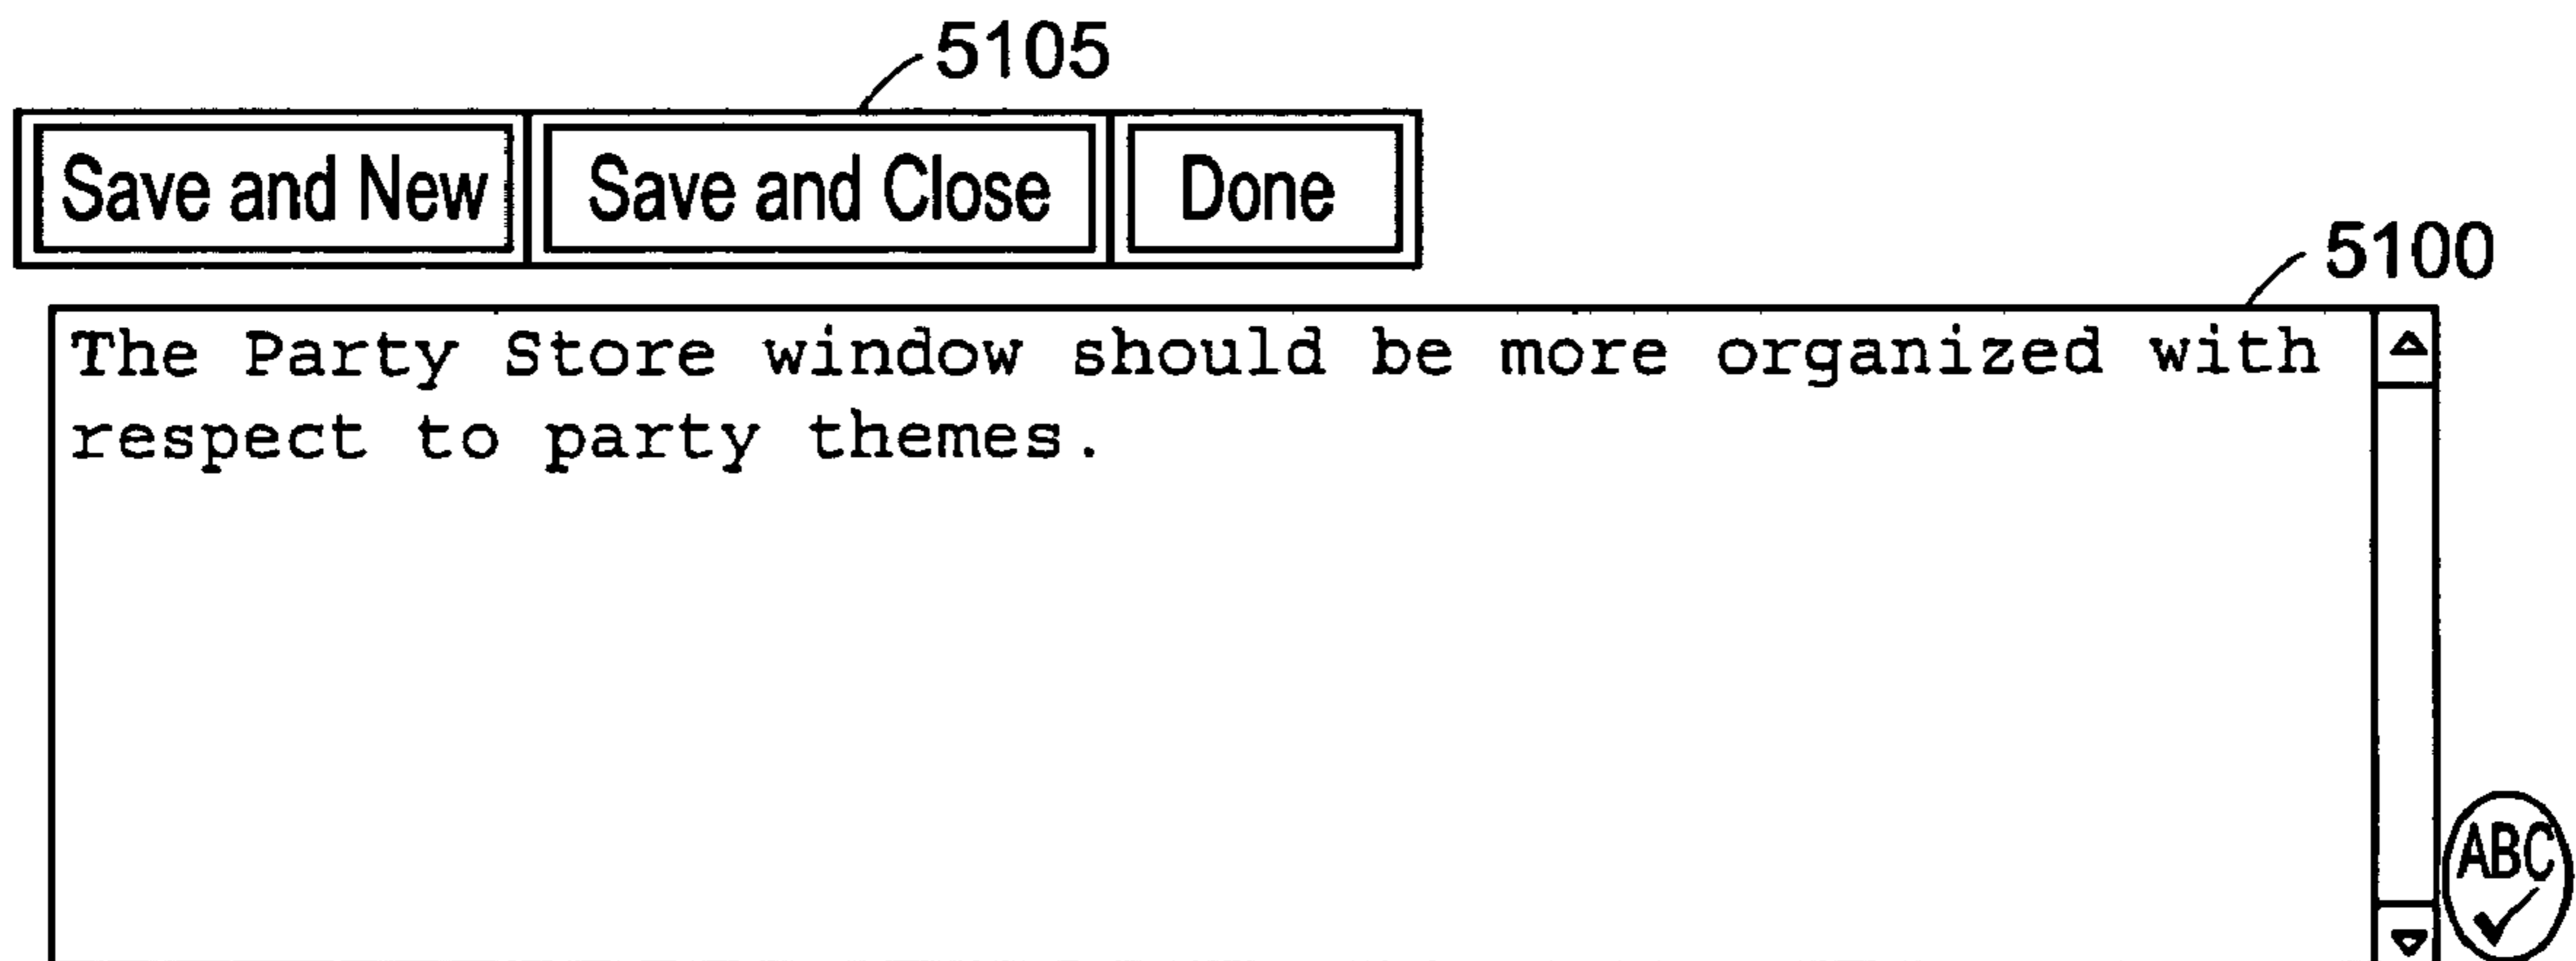 5105
Save and New Save and Close Done
5100
The Party Store window should be more organized with
respect to party themes.
ABC